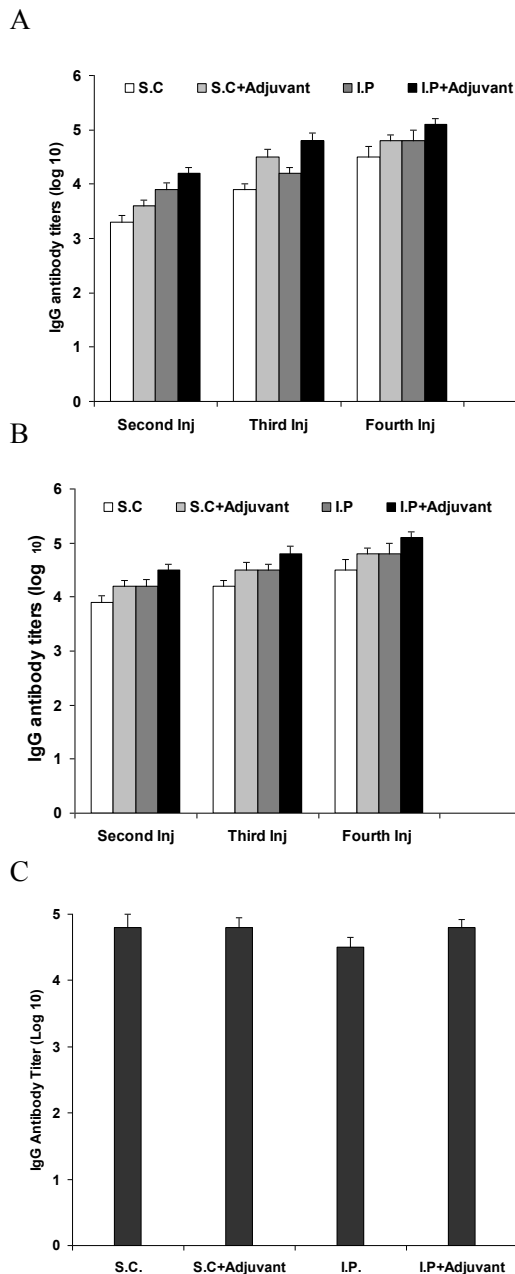 A
6
S.C S.C+Adjuvant I.P I.P+Adjuvant
5
4
3
2
1
0
IgG antibody titers (log 10)
Second Inj Third Inj Fourth Inj
B
6
S.C S.C+Adjuvant I.P I.P+Adjuvant
5
4
3
2
1
0
IgG antibody titers (log 10)
Second Inj Third Inj Fourth Inj
C
5
4
3
2
1
0
IgG Antibody Titer (Log 10)
S.C. S.C+Adjuvant I.P. I.P+Adjuvant